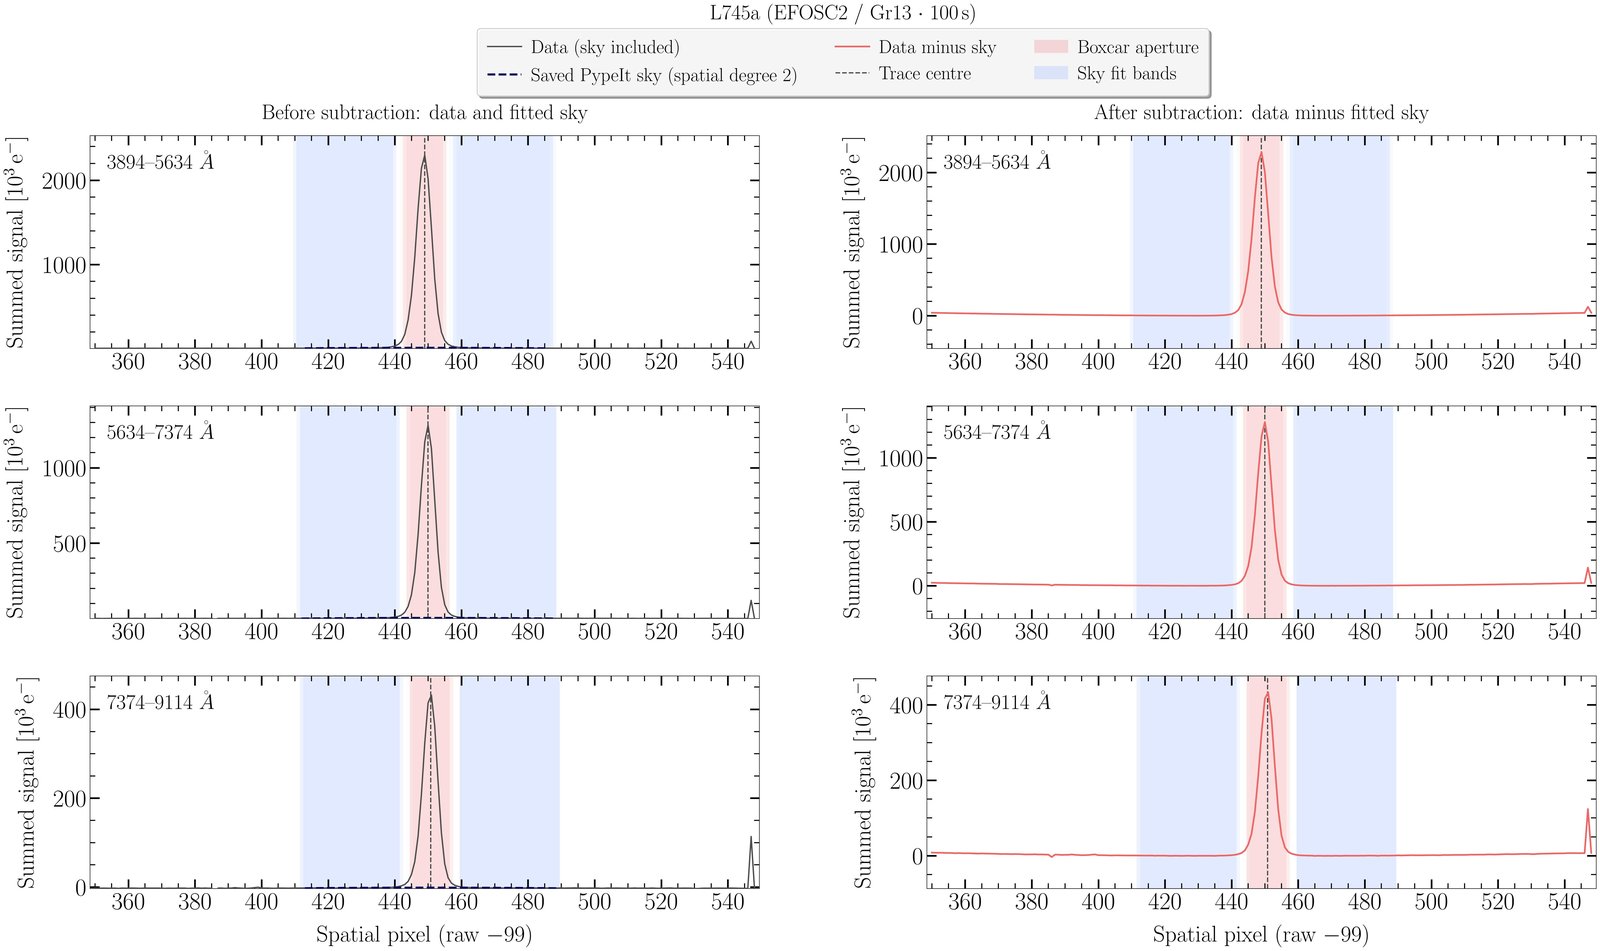 L745a (EFOSC2 / Gr13 · 100 s)
Data (sky included)
Saved PypeIt sky (spatial degree 2)
Data minus sky
Trace centre
Boxcar aperture
Sky fit bands
Before subtraction: data and fitted sky
After subtraction: data minus fitted sky
Summed signal [10³ e⁻]
3894–5634 Å
2000
1000
360 380 400 420 440 460 480 500 520 540
Summed signal [10³ e⁻]
3894–5634 Å
2000
1000
0
360 380 400 420 440 460 480 500 520 540
Summed signal [10³ e⁻]
5634–7374 Å
1000
500
360 380 400 420 440 460 480 500 520 540
Summed signal [10³ e⁻]
5634–7374 Å
1000
500
0
360 380 400 420 440 460 480 500 520 540
Summed signal [10³ e⁻]
7374–9114 Å
400
200
0
360 380 400 420 440 460 480 500 520 540
Spatial pixel (raw −99)
Summed signal [10³ e⁻]
7374–9114 Å
400
200
0
360 380 400 420 440 460 480 500 520 540
Spatial pixel (raw −99)